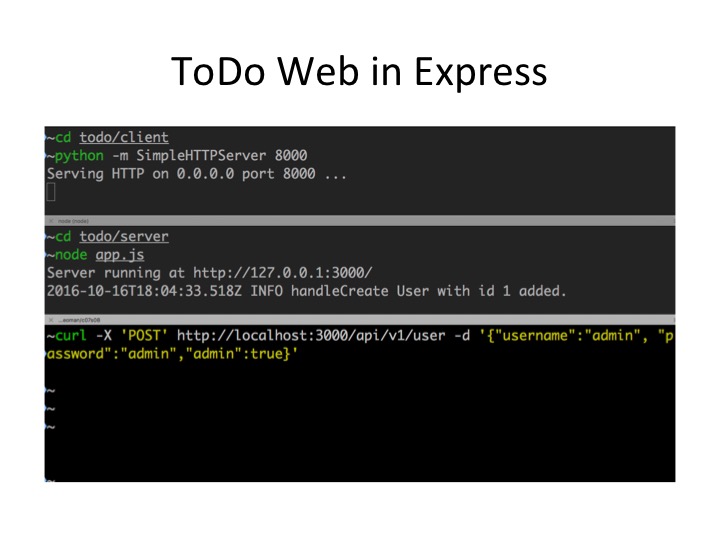 ToDo Web in Express
~cd todo/client
~python -m SimpleHTTPServer 8000
Serving HTTP on 0.0.0.0 port 8000 ...
node (node)
~cd todo/server
~node app.js
Server running at http://127.0.0.1:3000/
2016-10-16T18:04:33.518Z INFO handleCreate User with id 1 added.
~curl -X 'POST' http://localhost:3000/api/v1/user -d '{"username":"admin", "p
assword":"admin","admin":true}'
~
~
~
~